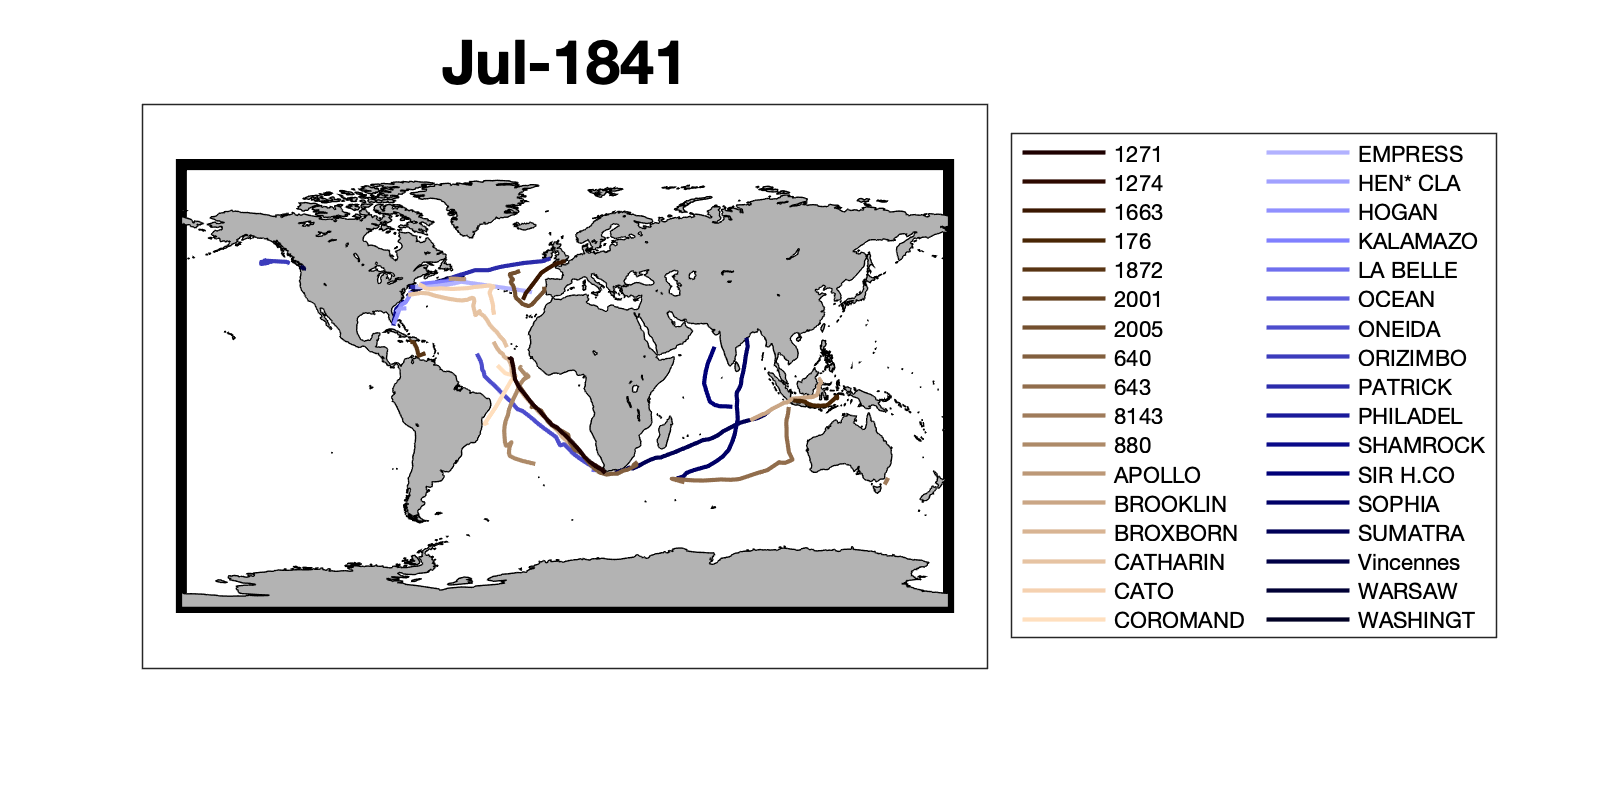 Jul-1841
1271
1274
1663
176
1872
2001
2005
640
643
8143
880
APOLLO
BROOKLIN
BROXBORN
CATHARIN
CATO
COROMAND
EMPRESS
HEN* CLA
HOGAN
KALAMAZO
LA BELLE
OCEAN
ONEIDA
ORIZIMBO
PATRICK
PHILADEL
SHAMROCK
SIR H.CO
SOPHIA
SUMATRA
Vincennes
WARSAW
WASHINGT